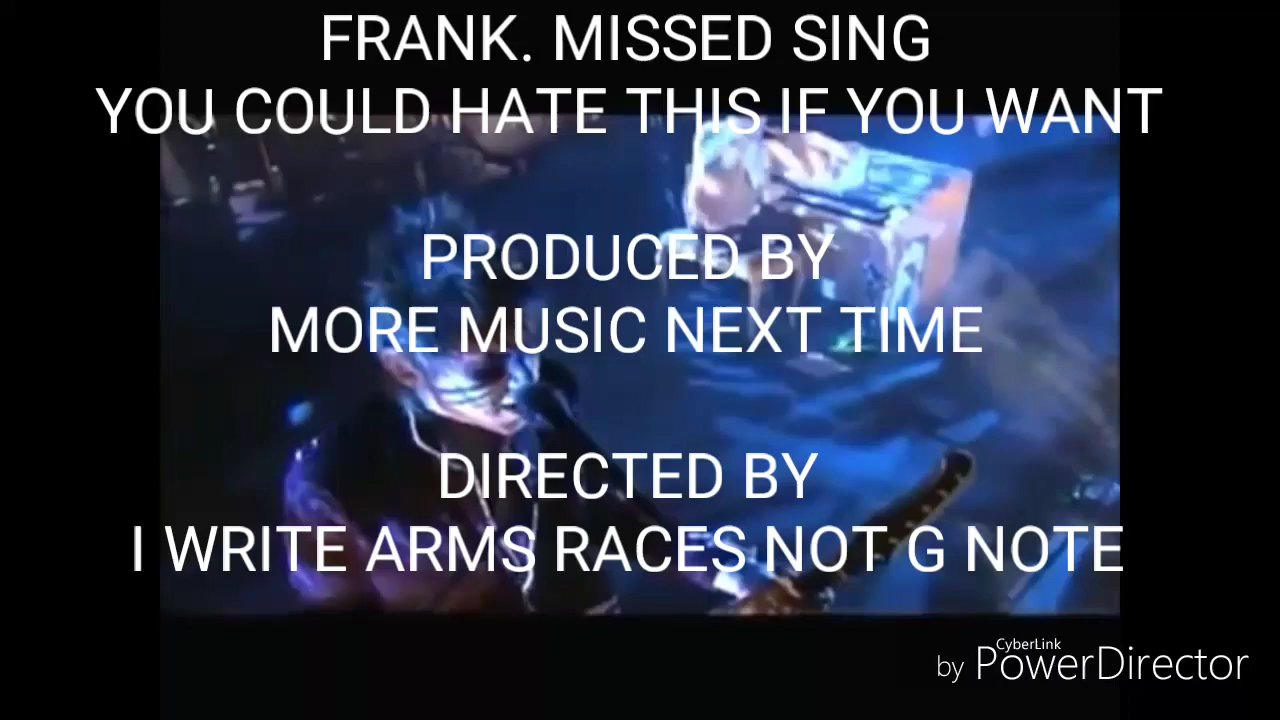 FRANK. MISSED SING
YOU COULD HATE THIS IF YOU WANT
PRODUCED BY
MORE MUSIC NEXT TIME
DIRECTED BY
I WRITE ARMS RACES NOT G NOTE
CyberLink
by PowerDirector